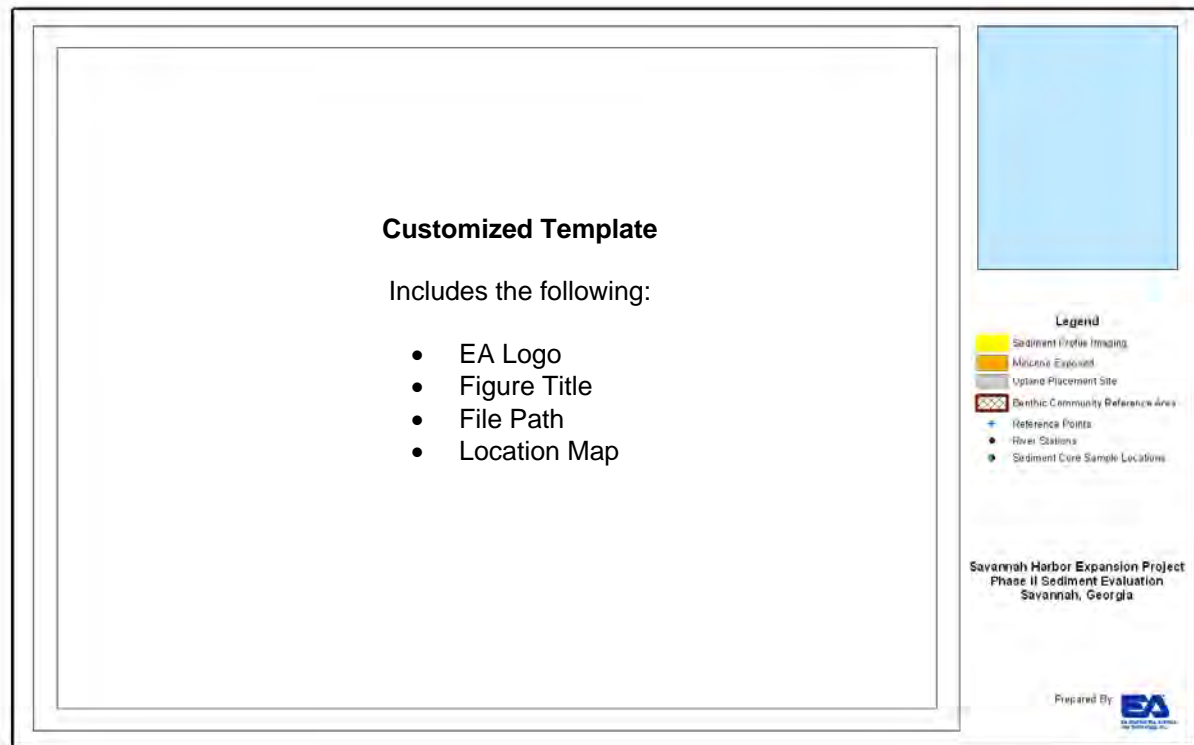 Customized Template
Includes the following:
• EA Logo
• Figure Title
• File Path
• Location Map
Legend
Sediment Profile Imaging
Miocene Exposed
Upland Placement Site
Benthic Community Reference Area
Reference Points
River Stations
Sediment Core Sample Locations
Savannah Harbor Expansion Project
Phase II Sediment Evaluation
Savannah, Georgia
Prepared By
EA